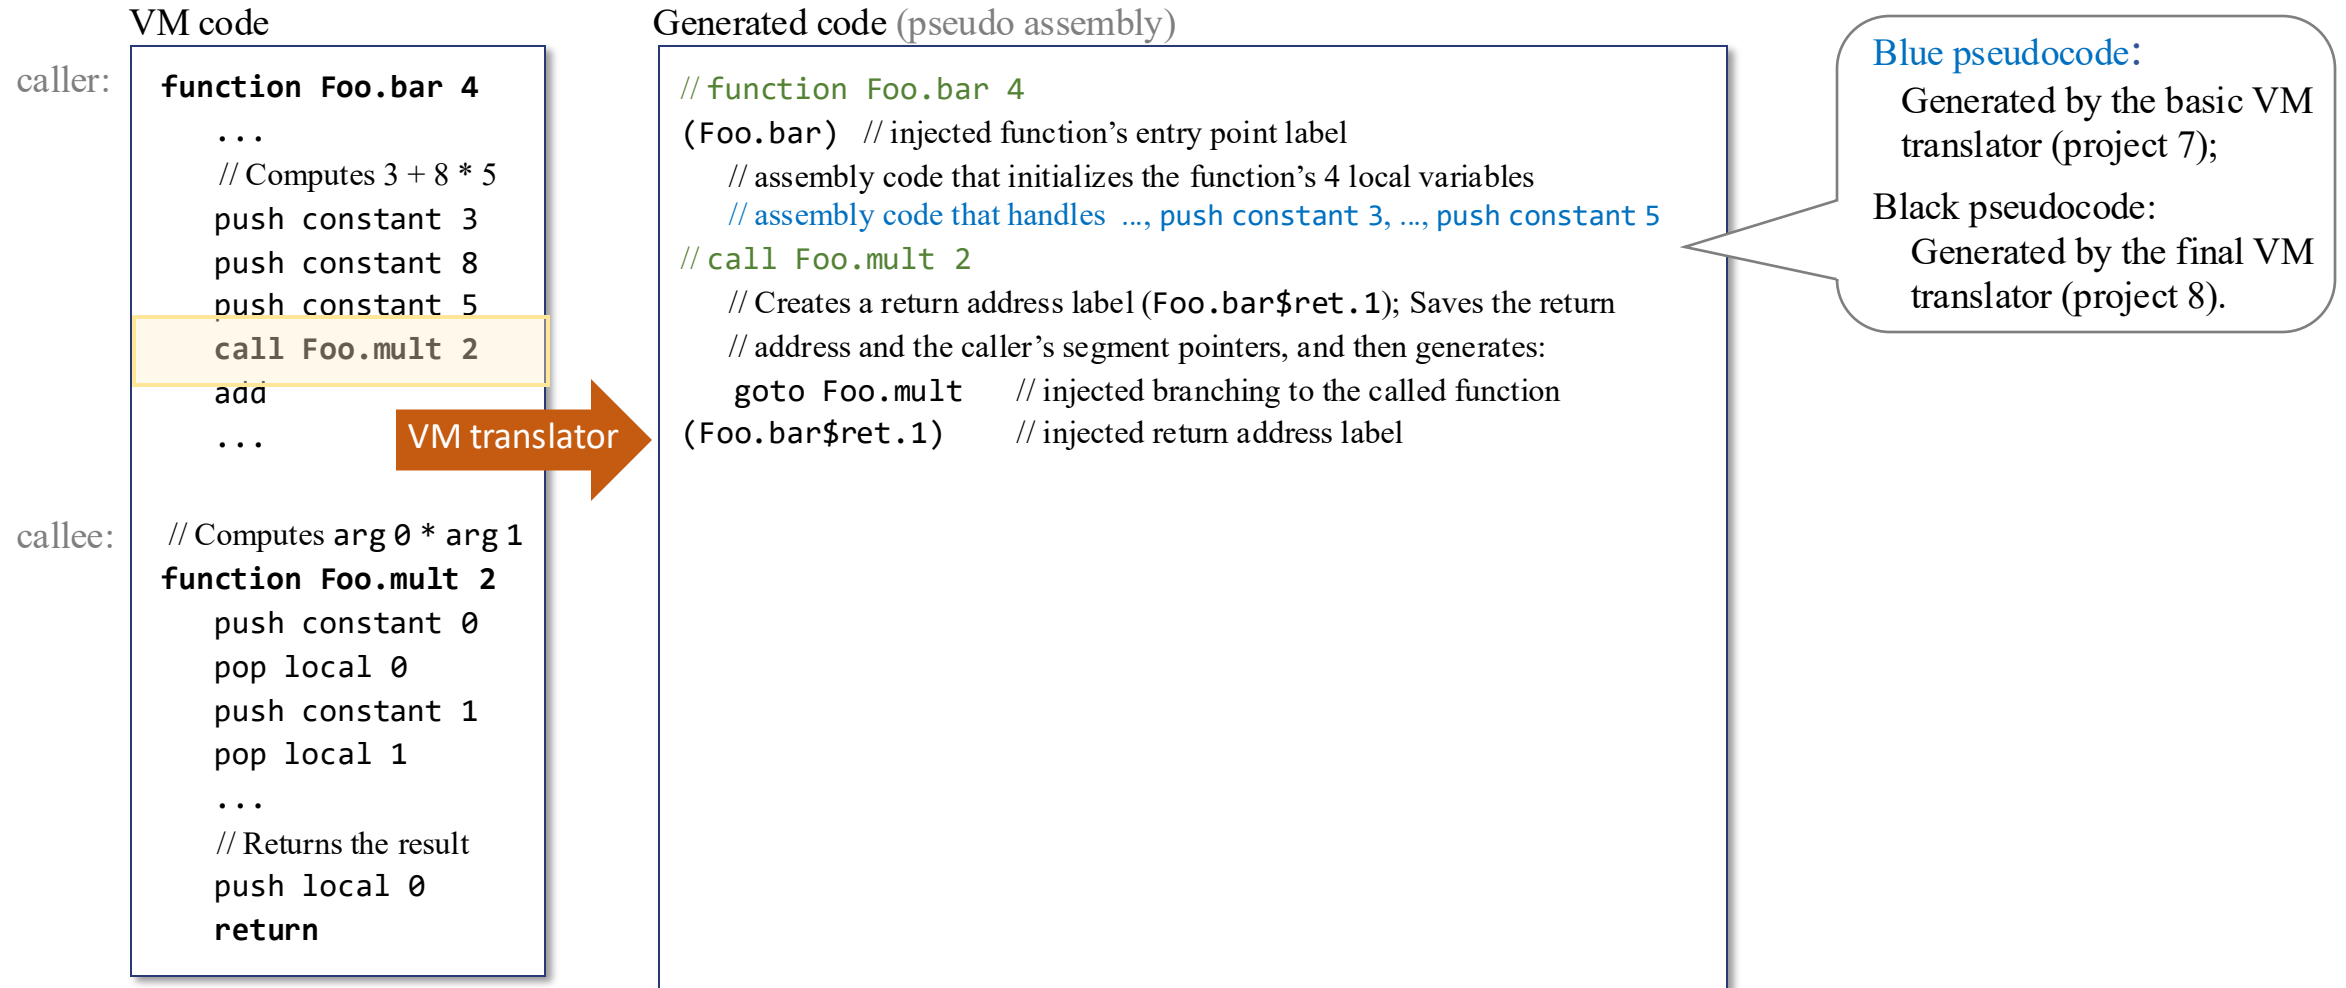 VM code
caller:
function Foo.bar 4
...
// Computes 3 + 8 * 5
push constant 3
push constant 8
push constant 5
call Foo.mult 2
add
...
VM translator
callee:
// Computes arg 0 * arg 1
function Foo.mult 2
push constant 0
pop local 0
push constant 1
pop local 1
...
// Returns the result
push local 0
return
Generated code (pseudo assembly)
// function Foo.bar 4
(Foo.bar) // injected function’s entry point label
// assembly code that initializes the function’s 4 local variables
// assembly code that handles ..., push constant 3, ..., push constant 5
// call Foo.mult 2
// Creates a return address label (Foo.bar$ret.1); Saves the return
// address and the caller’s segment pointers, and then generates:
goto Foo.mult // injected branching to the called function
(Foo.bar$ret.1) // injected return address label
Blue pseudocode:
Generated by the basic VM
translator (project 7);
Black pseudocode:
Generated by the final VM
translator (project 8).